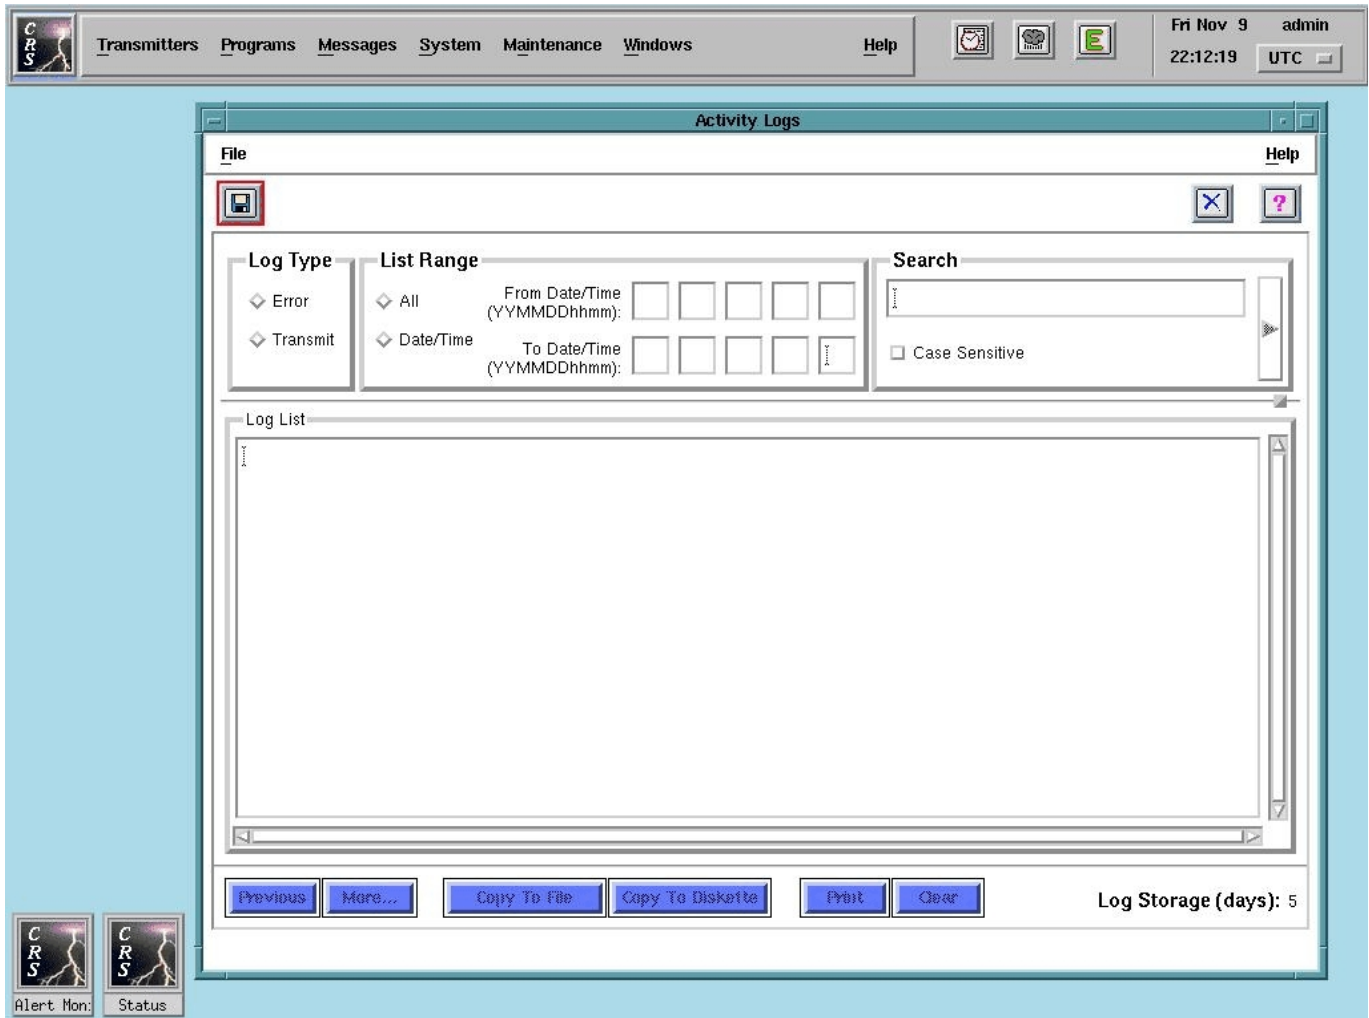 CRS
Transmitters Programs Messages System Maintenance Windows Help
E
Fri Nov 9 admin
22:12:19 UTC
Activity Logs
File Help
?
Log Type List Range Search
Error All From Date/Time
(YYMMDDhhmm):
Transmit Date/Time To Date/Time
(YYMMDDhhmm):
Case Sensitive
Log List
Previous More... Copy To File Copy To Diskette Print Clear Log Storage (days): 5
CRS CRS
Alert Mon: Status